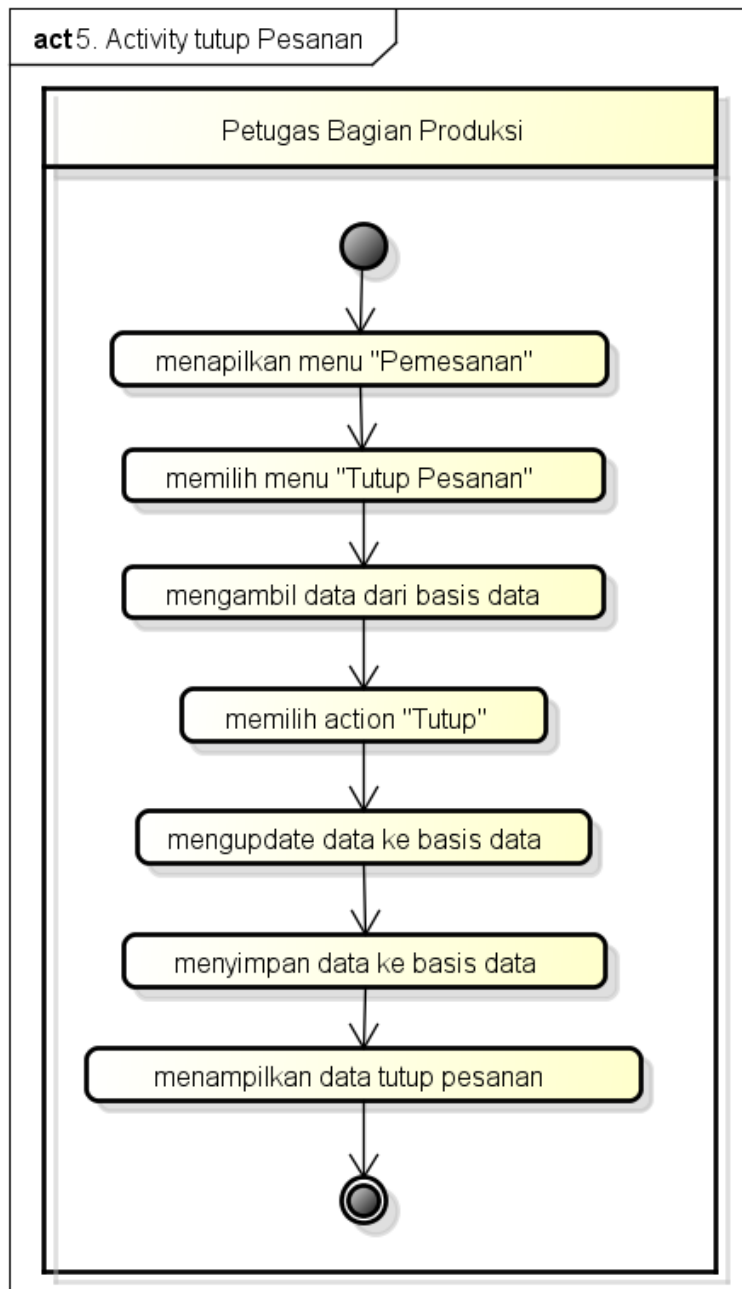 act 5. Activity tutup Pesanan
Petugas Bagian Produksi
menapilkan menu "Pemesanan"
memilih menu "Tutup Pesanan"
mengambil data dari basis data
memilih action "Tutup"
mengupdate data ke basis data
menyimpan data ke basis data
menampilkan data tutup pesanan